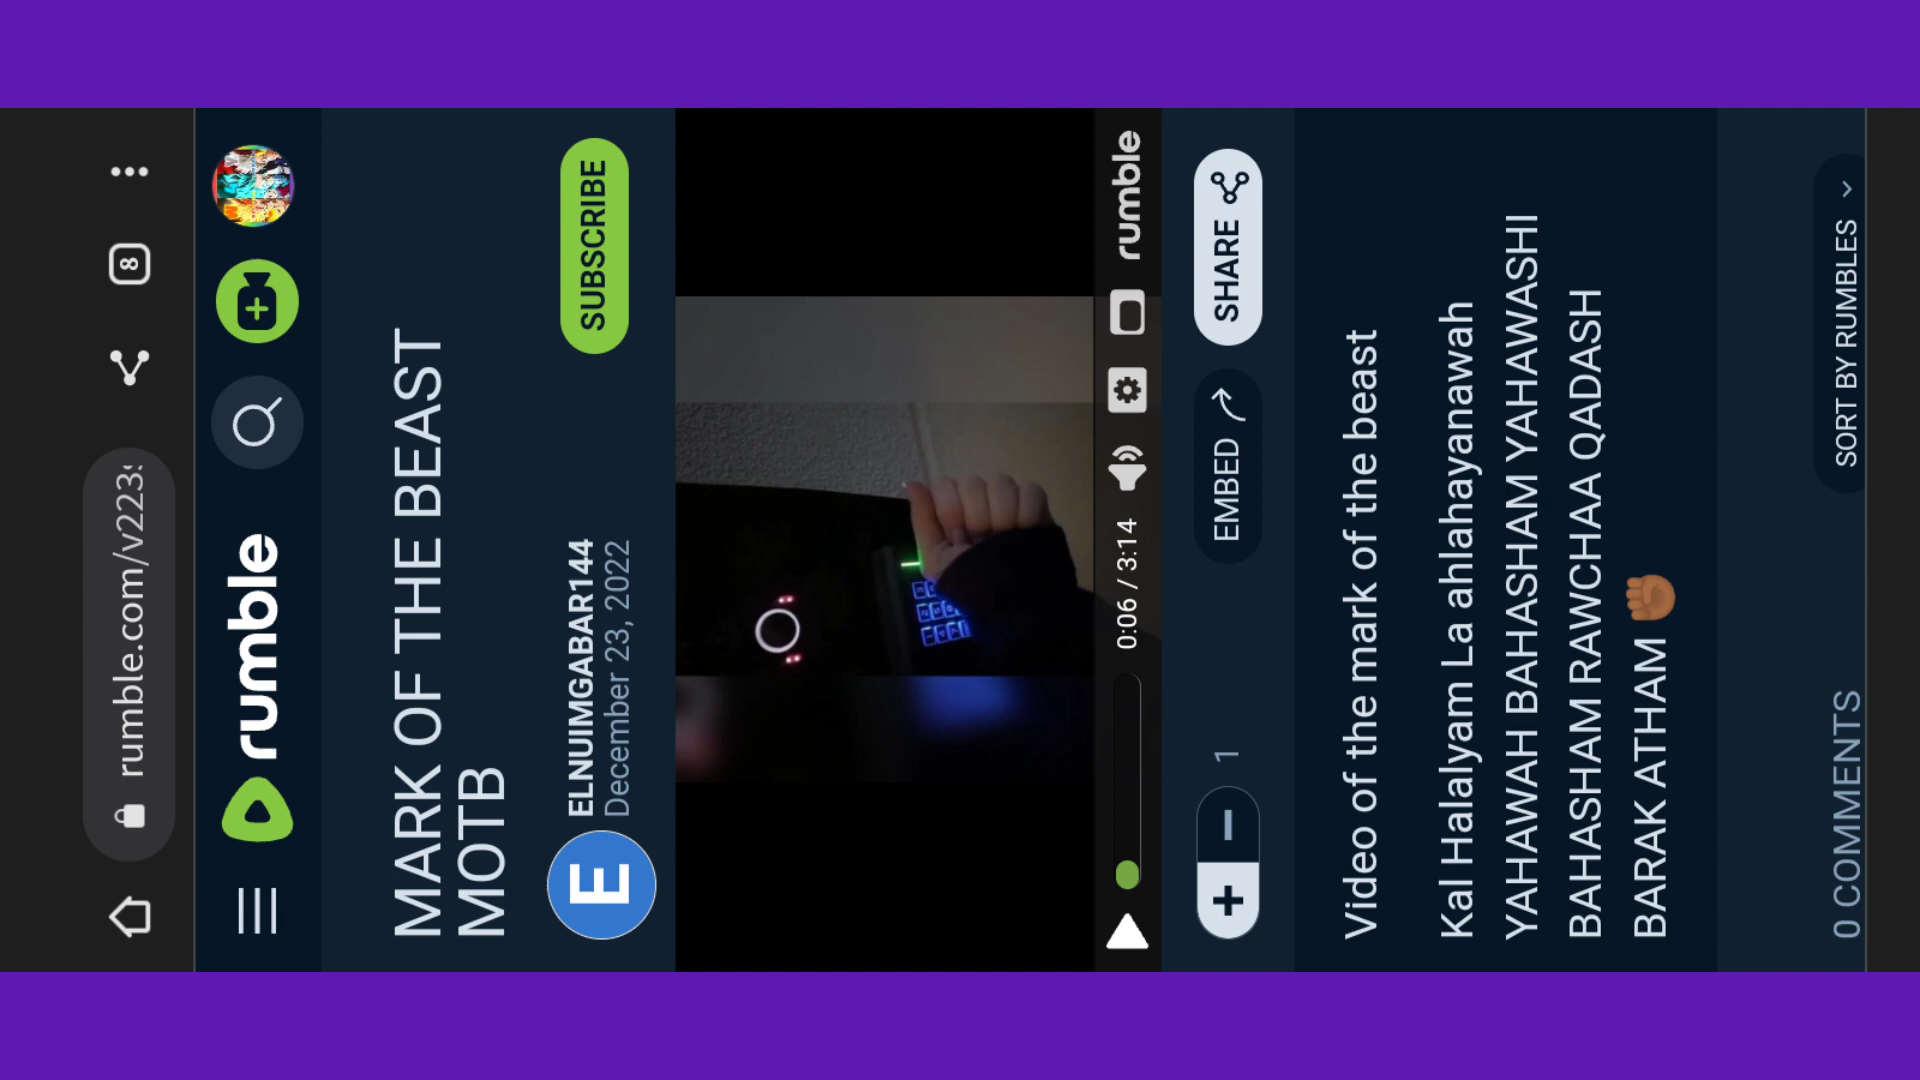 rumble.com/v223
8
rumble
MARK OF THE BEAST
MOTB
E
ELNUIMGABAR144
December 23, 2022
SUBSCRIBE
0:06 / 3:14
rumble
1
EMBED
SHARE
Video of the mark of the beast
Kal Halalyam La ahlahayanawah
YAHAWAH BAHASHAM YAHAWASHI
BAHASHAM RAWCHAA QADASH
BARAK ATHAM ✊🏾
0 COMMENTS
SORT BY RUMBLES